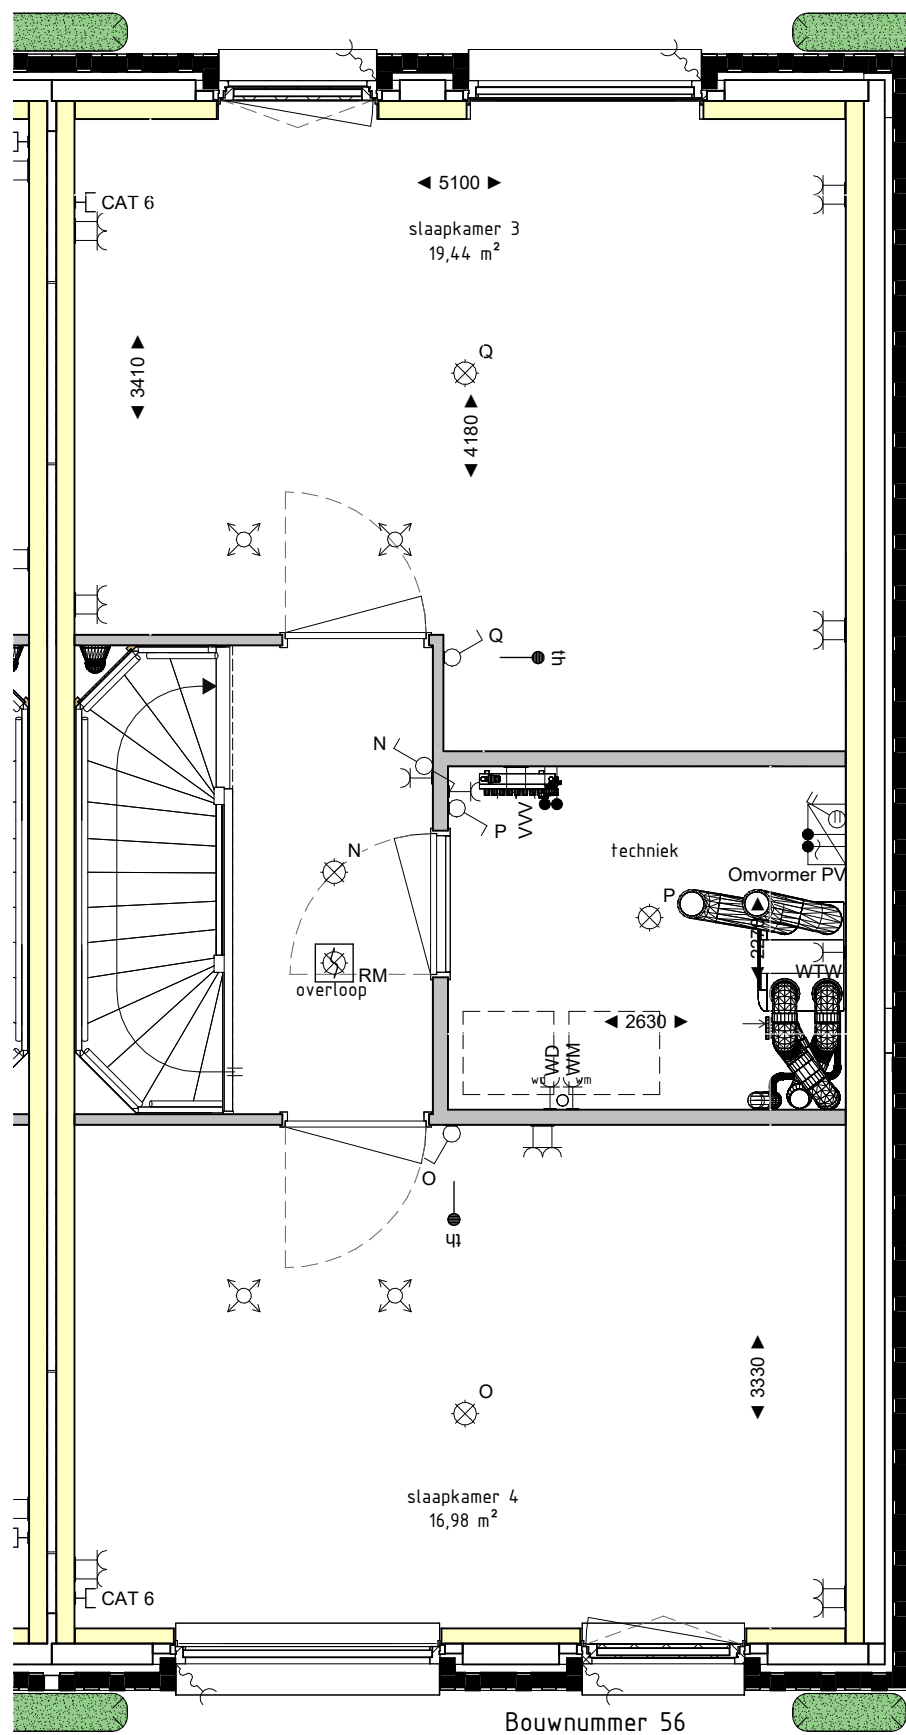 CAT 6
5100
slaapkamer 3
19,44 m²
3410
Q
4180
Q
th
N
P
VVV
techniek
Omvormer PV
N
P
RM
overloop
WTW
2630
WD
WM
wm
O
th
3330
O
slaapkamer 4
16,98 m²
CAT 6
Bouwnummer 56